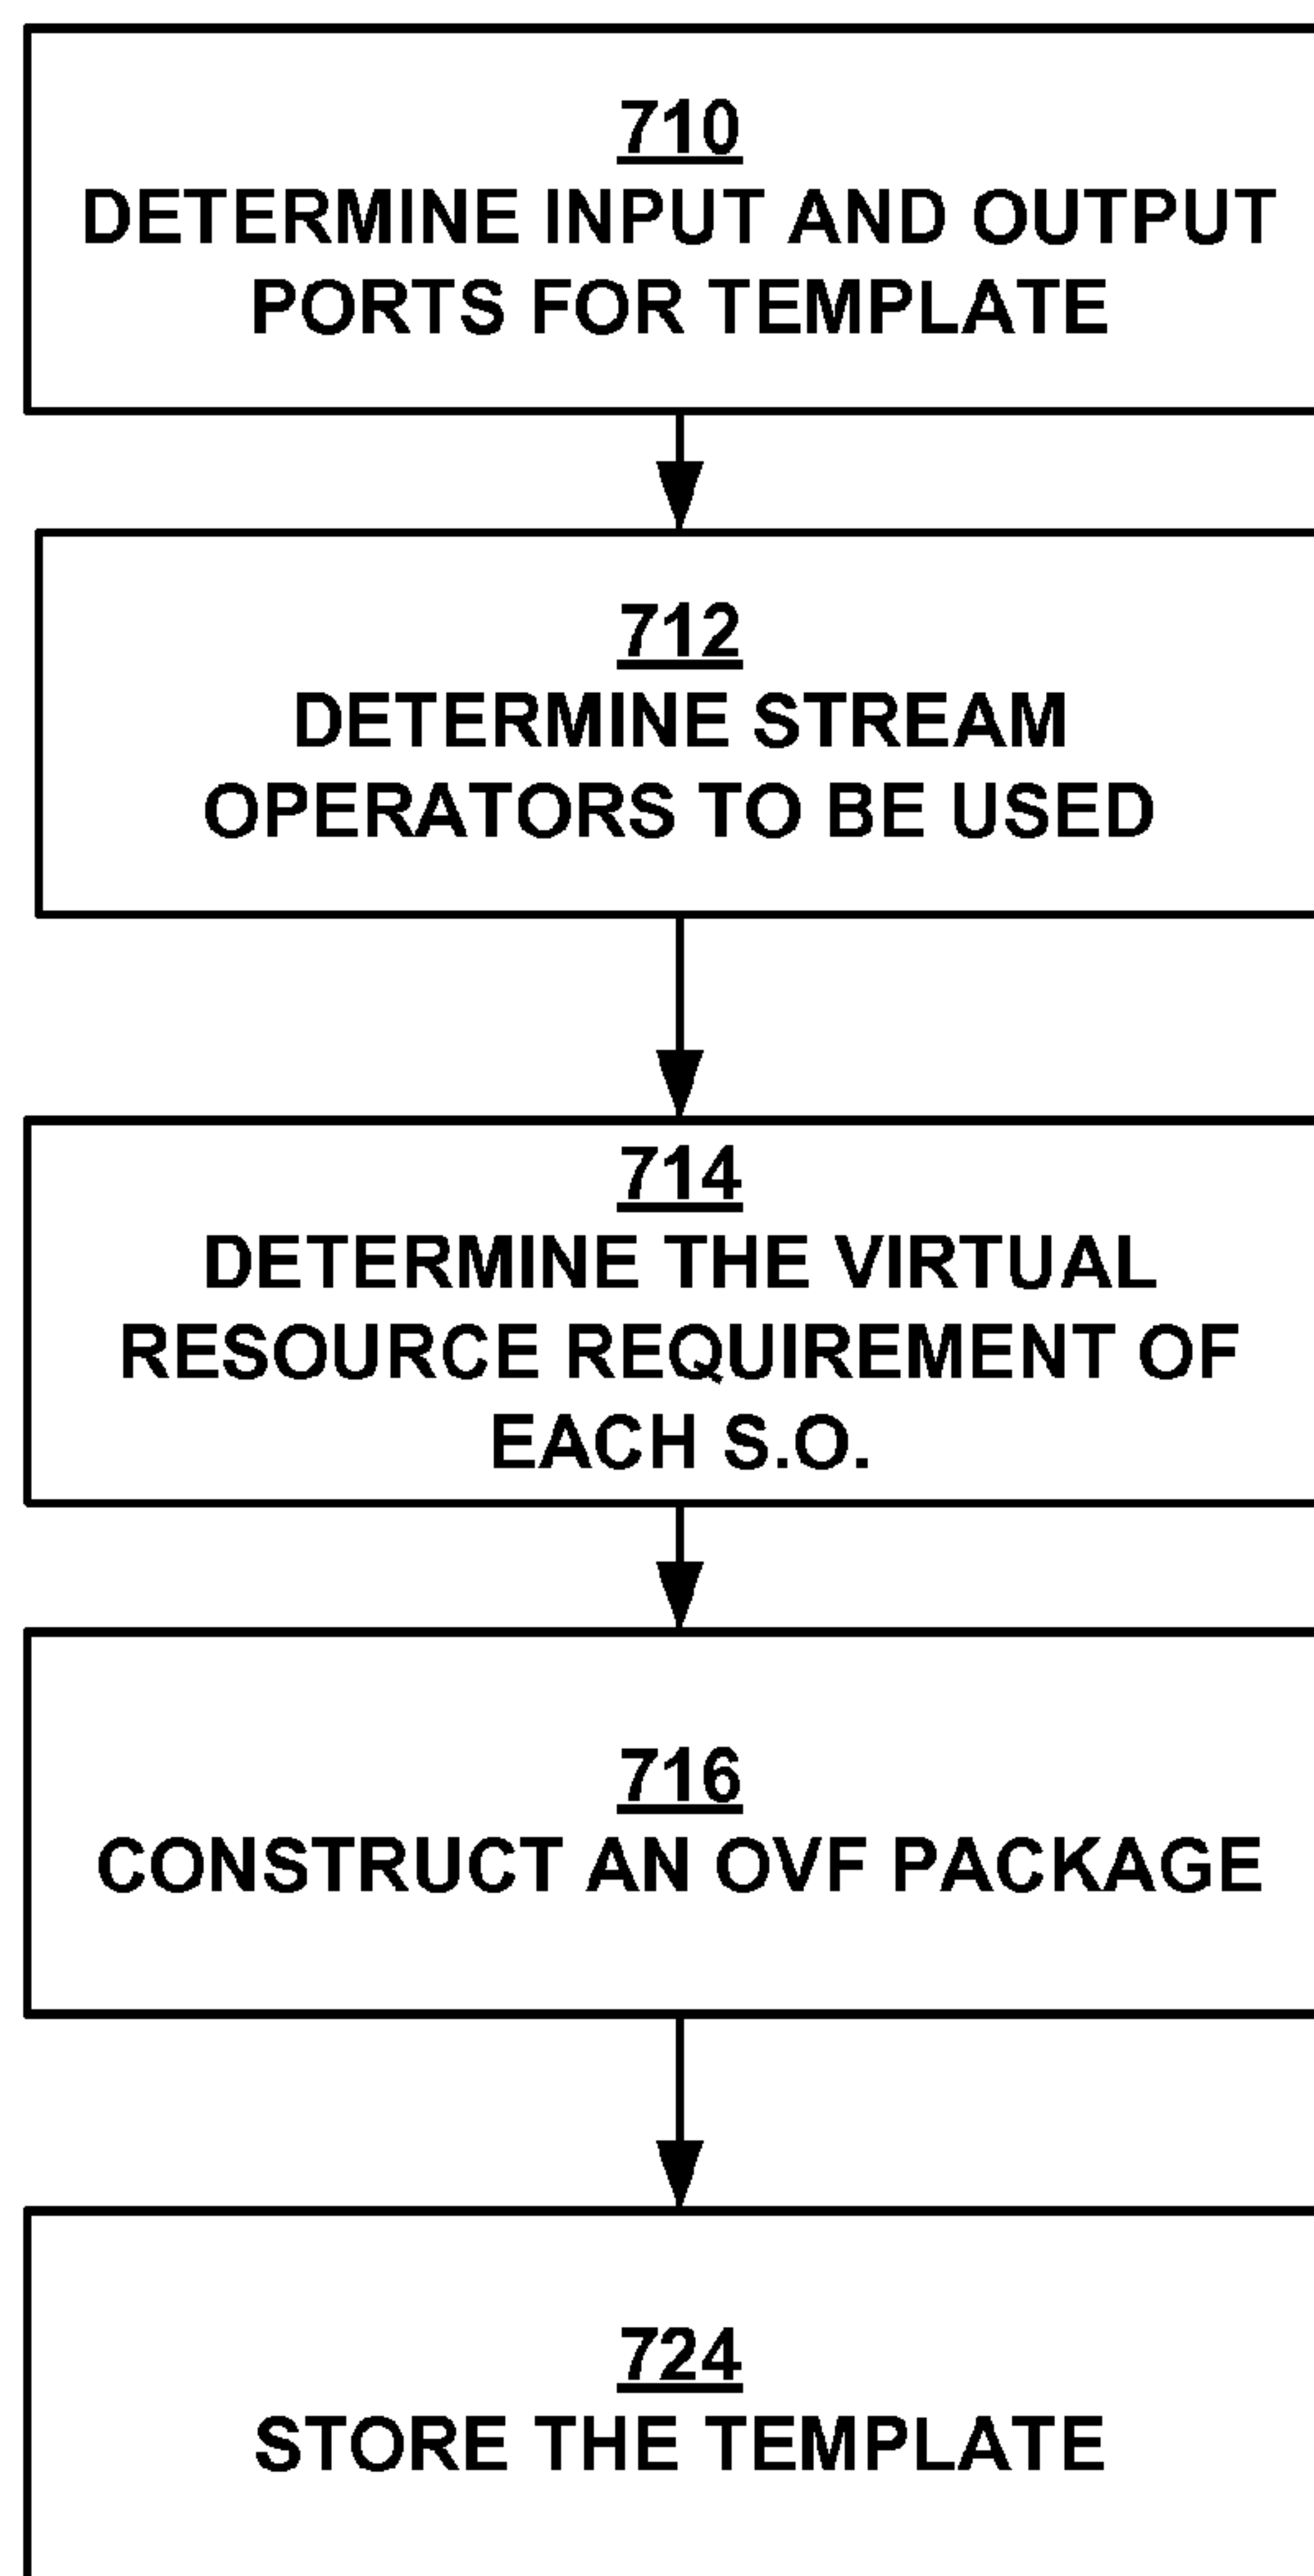 710
DETERMINE INPUT AND OUTPUT
PORTS FOR TEMPLATE
712
DETERMINE STREAM
OPERATORS TO BE USED
714
DETERMINE THE VIRTUAL
RESOURCE REQUIREMENT OF
EACH S.O.
716
CONSTRUCT AN OVF PACKAGE
724
STORE THE TEMPLATE